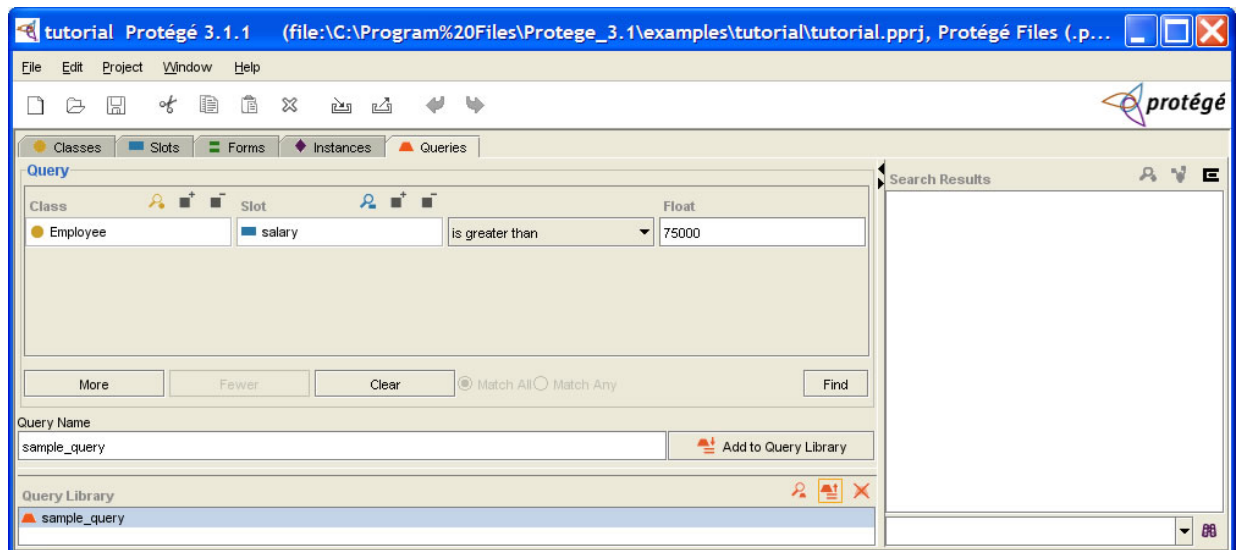 tutorial Protégé 3.1.1 (file:\C:\Program%20Files\Protege_3.1\examples\tutorial\tutorial.pprj, Protégé Files (.p...
File Edit Project Window Help
protégé
Classes Slots Forms Instances Queries
Query
Search Results
Class Slot Float
Employee salary is greater than 75000
More Fewer Clear Match All Match Any Find
Query Name
sample_query Add to Query Library
Query Library
sample_query